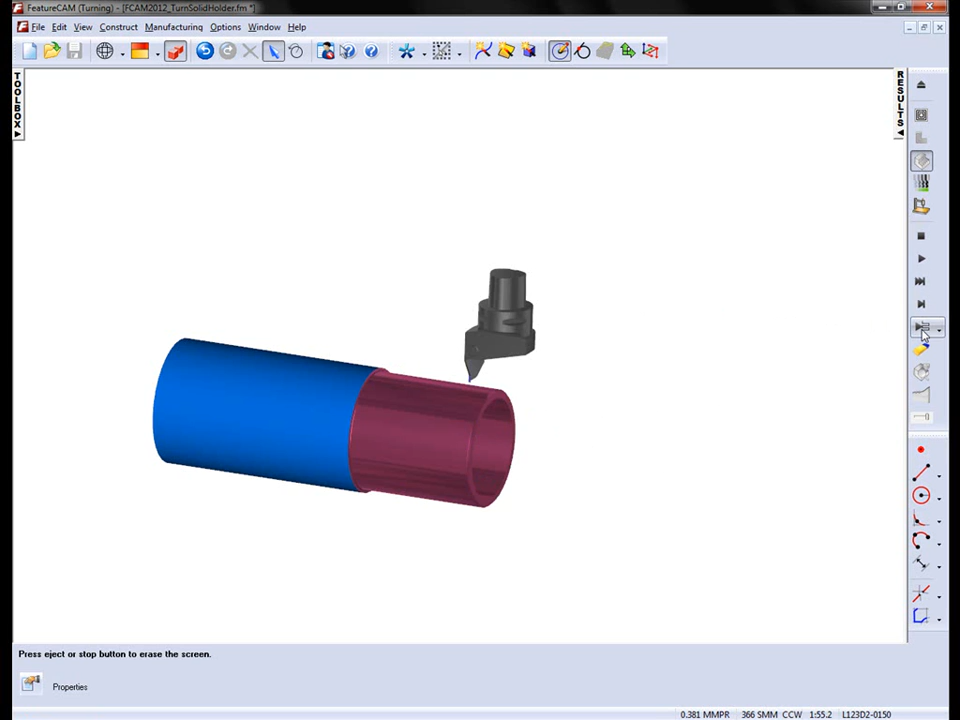 FeatureCAM (Turning) - [FCAM2012_TurnSolidHolder.fm *]
File Edit View Construct Manufacturing Options Window Help
TOOLBOX
RESULTS
Press eject or stop button to erase the screen.
Properties
0.381 MMPR 366 SMM CCW 1:55.2 L123D2-0150